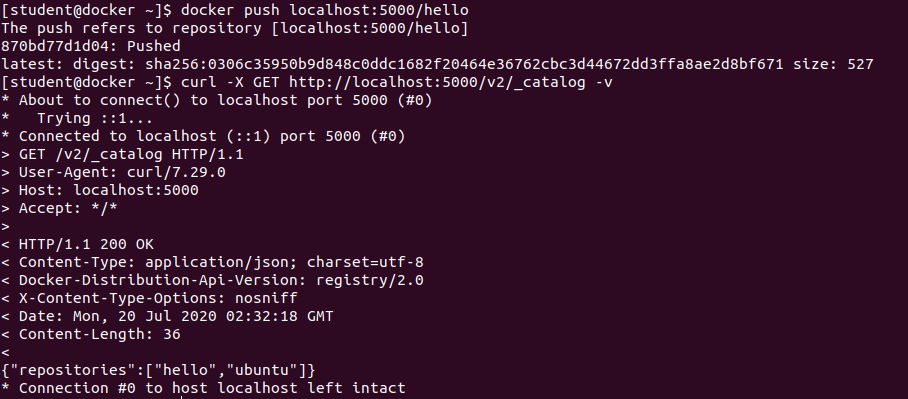 [student@docker ~]$ docker push localhost:5000/hello
The push refers to repository [localhost:5000/hello]
870bd77d1d04: Pushed
latest: digest: sha256:0306c35950b9d848c0ddc1682f20464e36762cbc3d44672dd3ffa8ae2d8bf671 size: 527
[student@docker ~]$ curl -X GET http://localhost:5000/v2/_catalog -v
* About to connect() to localhost port 5000 (#0)
*   Trying ::1...
* Connected to localhost (::1) port 5000 (#0)
> GET /v2/_catalog HTTP/1.1
> User-Agent: curl/7.29.0
> Host: localhost:5000
> Accept: */*
>
< HTTP/1.1 200 OK
< Content-Type: application/json; charset=utf-8
< Docker-Distribution-Api-Version: registry/2.0
< X-Content-Type-Options: nosniff
< Date: Mon, 20 Jul 2020 02:32:18 GMT
< Content-Length: 36
<
{"repositories":["hello","ubuntu"]}
* Connection #0 to host localhost left intact